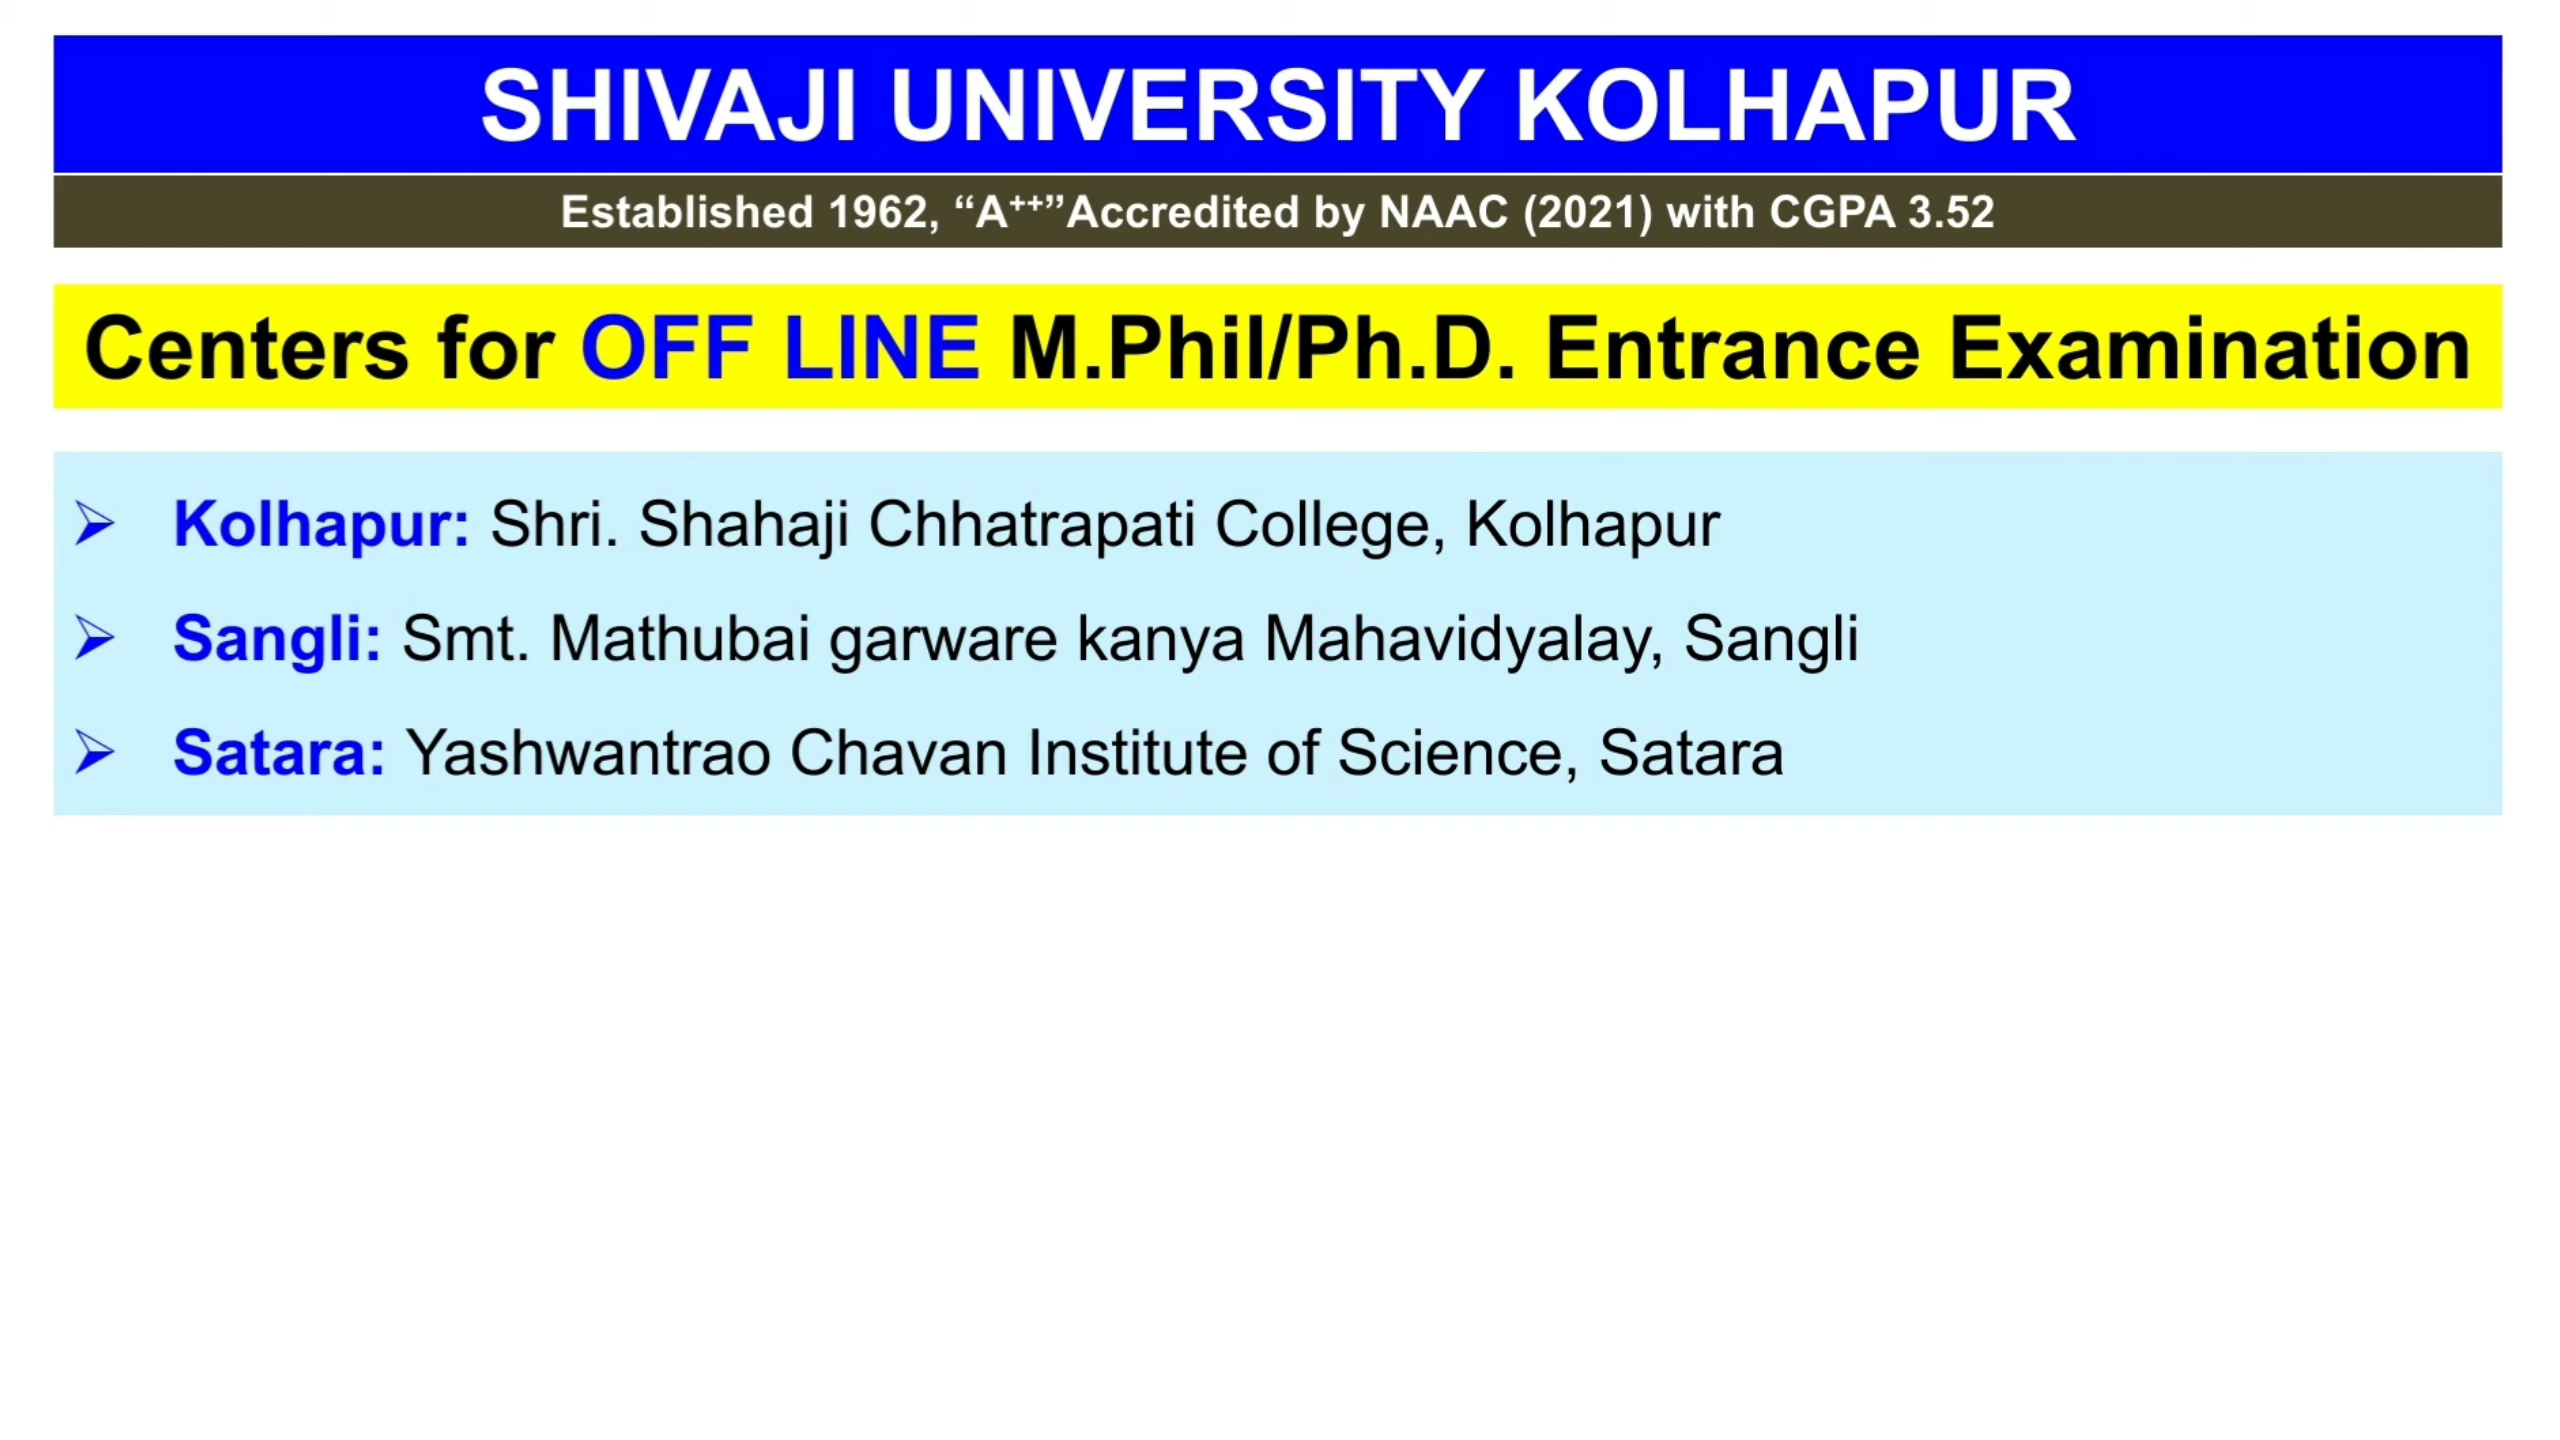 SHIVAJI UNIVERSITY KOLHAPUR
Established 1962, “A++”Accredited by NAAC (2021) with CGPA 3.52
Centers for OFF LINE M.Phil/Ph.D. Entrance Examination
➢ Kolhapur: Shri. Shahaji Chhatrapati College, Kolhapur
➢ Sangli: Smt. Mathubai garware kanya Mahavidyalay, Sangli
➢ Satara: Yashwantrao Chavan Institute of Science, Satara